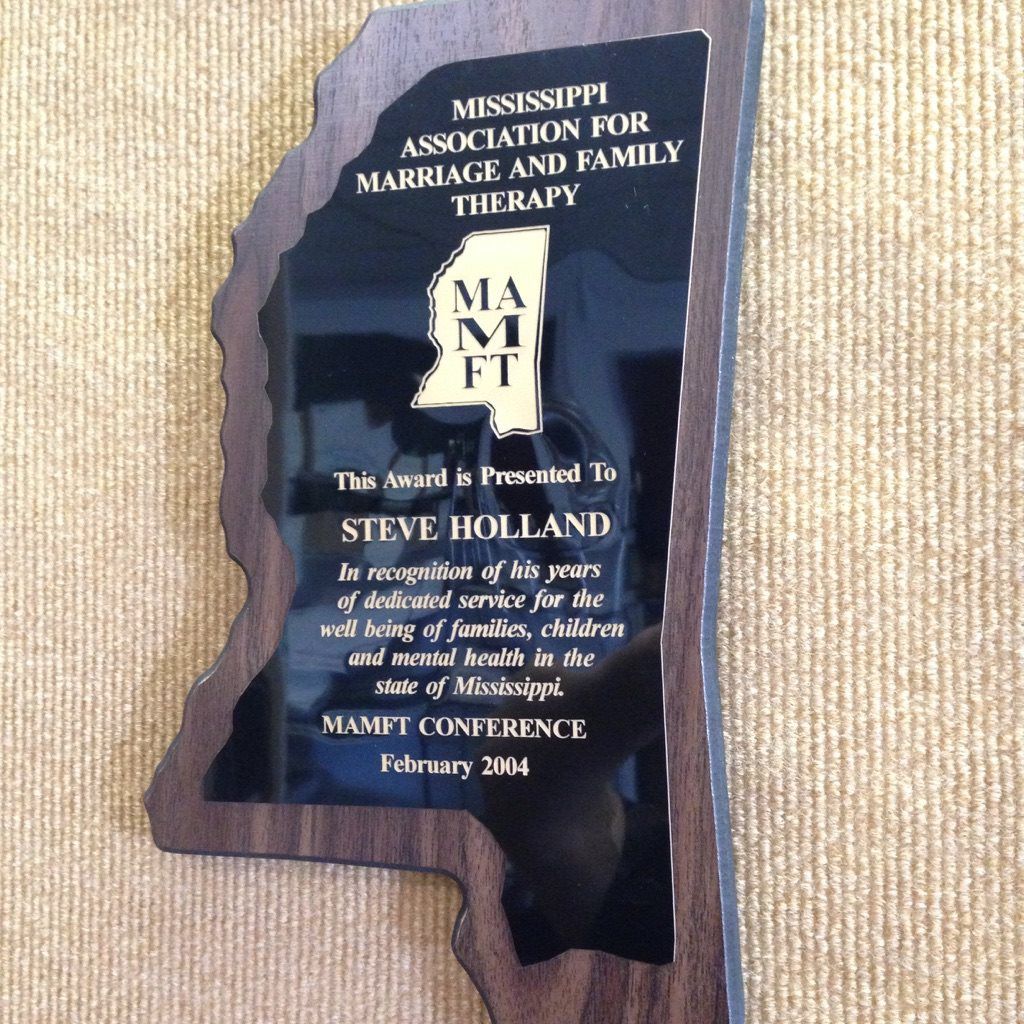 MISSISSIPPI
ASSOCIATION FOR
MARRIAGE AND FAMILY
THERAPY
MA
M
FT
This Award is Presented To
STEVE HOLLAND
In recognition of his years
of dedicated service for the
well being of families, children
and mental health in the
state of Mississippi.
MAMFT CONFERENCE
February 2004